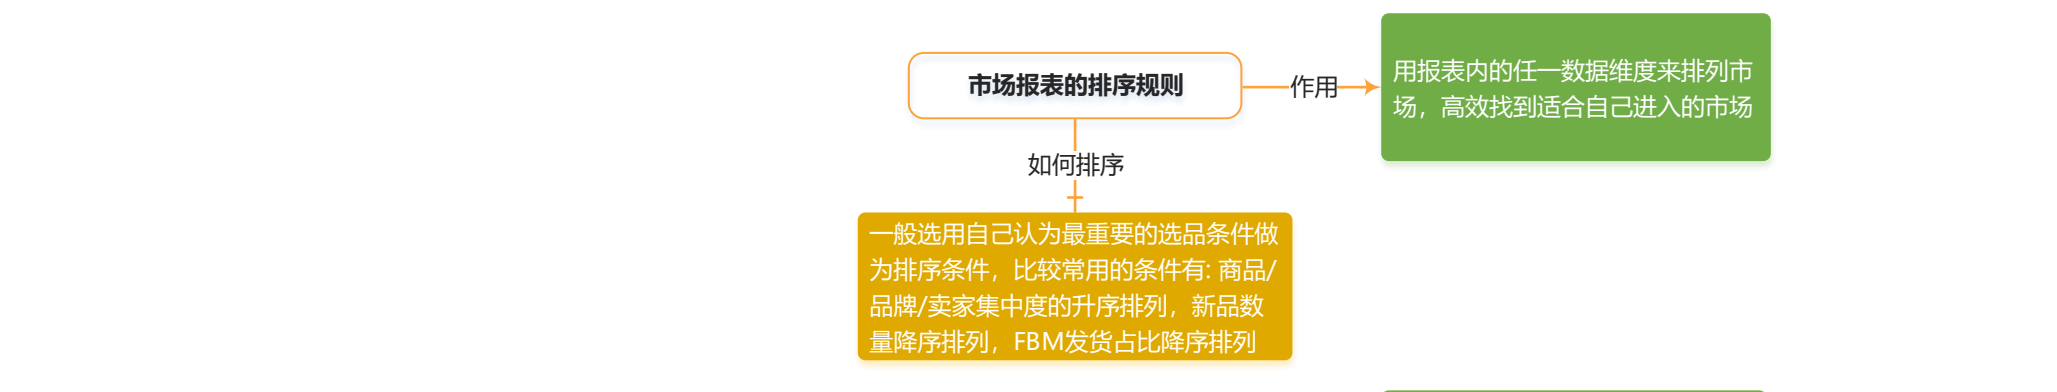 市场报表的排序规则
作用
用报表内的任一数据维度来排列市
场，高效找到适合自己进入的市场
如何排序
一般选用自己认为最重要的选品条件做
为排序条件，比较常用的条件有: 商品/
品牌/卖家集中度的升序排列，新品数
量降序排列，FBM发货占比降序排列